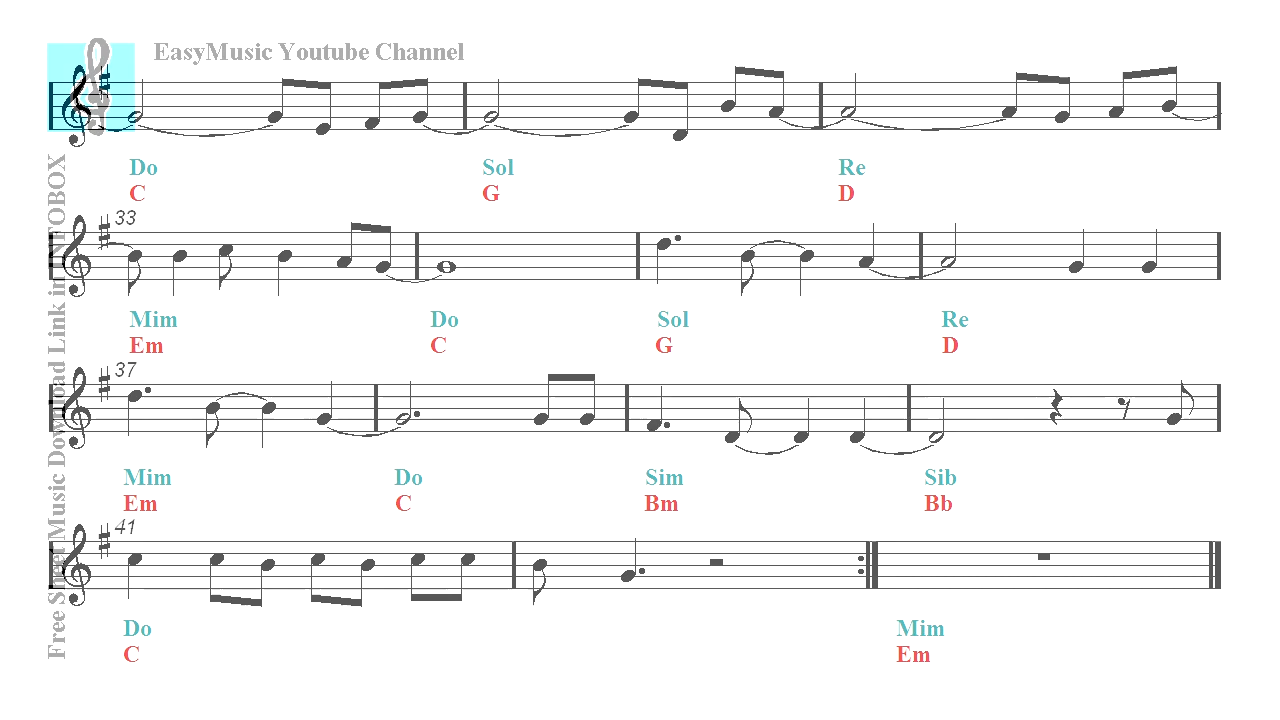 EasyMusic Youtube Channel
Do Sol Re
C G D
33
Mim Do Sol Re
Em C G D
37
Mim Do Sim Sib
Em C Bm Bb
41
Do Mim
C Em
Free Sheet Music Download Link in INFOBOX